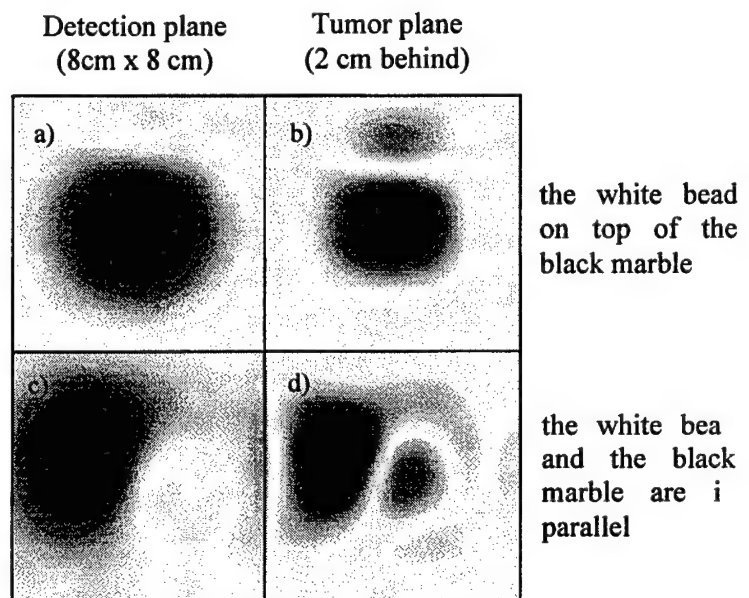 Detection plane
(8cm x 8 cm)
Tumor plane
(2 cm behind)
a)
b)
the white bead
on top of the
black marble
c)
d)
the white bea
and the black
marble are i
parallel